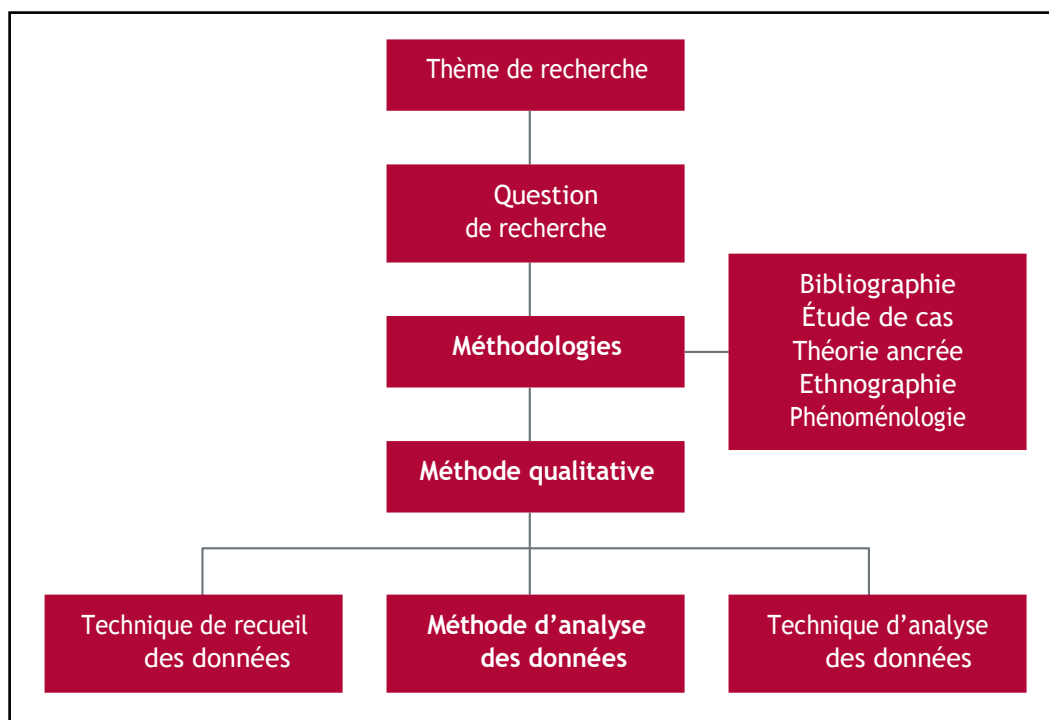 Thème de recherche
Question
de recherche
Méthodologies
Bibliographie
Étude de cas
Théorie ancrée
Ethnographie
Phénoménologie
Méthode qualitative
Technique de recueil
des données
Méthode d’analyse
des données
Technique d’analyse
des données